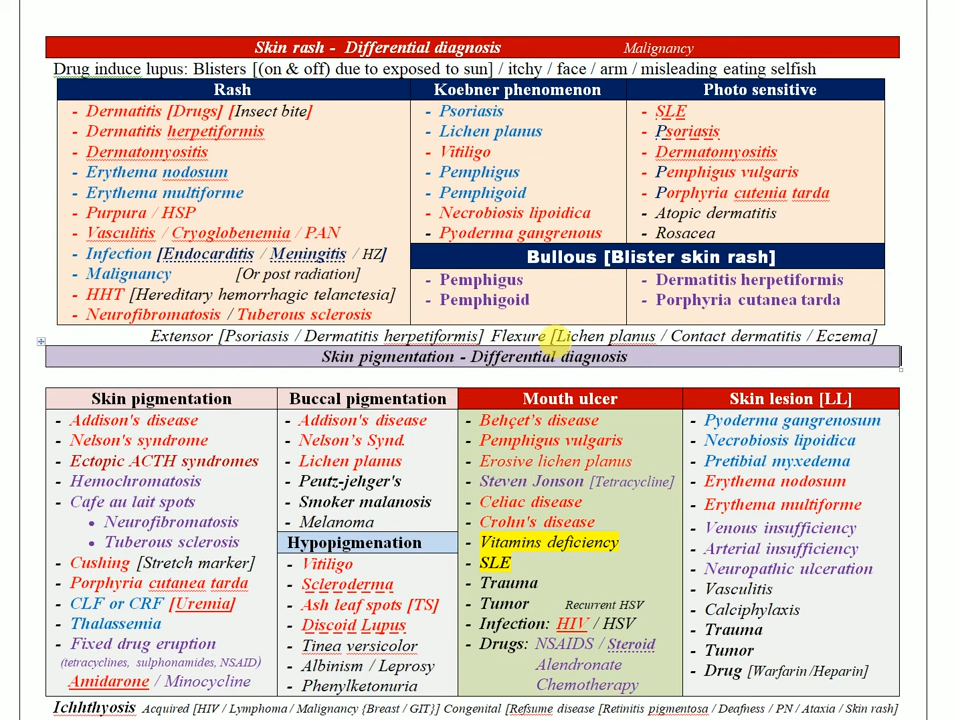 Skin rash - Differential diagnosis Malignancy
Drug induce lupus: Blisters [(on & off) due to exposed to sun] / itchy / face / arm / misleading eating selfish
Rash
- Dermatitis [Drugs] [Insect bite]
- Dermatitis herpetiformis
- Dermatomyositis
- Erythema nodosum
- Erythema multiforme
- Purpura / HSP
- Vasculitis / Cryoglobenemia / PAN
- Infection [Endocarditis / Meningitis / HZ]
- Malignancy [Or post radiation]
- HHT [Hereditary hemorrhagic telanctesia]
- Neurofibromatosis / Tuberous sclerosis
Koebner phenomenon
- Psoriasis
- Lichen planus
- Vitiligo
- Pemphigus
- Pemphigoid
- Necrobiosis lipoidica
- Pyoderma gangrenous
Photo sensitive
- SLE
- Psoriasis
- Dermatomyositis
- Pemphigus vulgaris
- Porphyria cutenia tarda
- Atopic dermatitis
- Rosacea
Bullous [Blister skin rash]
- Pemphigus
- Pemphigoid
- Dermatitis herpetiformis
- Porphyria cutanea tarda
Extensor [Psoriasis / Dermatitis herpetiformis] Flexure [Lichen planus / Contact dermatitis / Eczema]
Skin pigmentation - Differential diagnosis
Skin pigmentation
- Addison's disease
- Nelson's syndrome
- Ectopic ACTH syndromes
- Hemochromatosis
- Cafe au lait spots
• Neurofibromatosis
• Tuberous sclerosis
- Cushing [Stretch marker]
- Porphyria cutanea tarda
- CLF or CRF [Uremia]
- Thalassemia
- Fixed drug eruption
(tetracyclines, sulphonamides, NSAID)
- Amidarone / Minocycline
Buccal pigmentation
- Addison's disease
- Nelson's Synd.
- Lichen planus
- Peutz-jehger's
- Smoker malanosis
- Melanoma
Hypopigmenation
- Vitiligo
- Scleroderma
- Ash leaf spots [TS]
- Discoid Lupus
- Tinea versicolor
- Albinism / Leprosy
- Phenylketonuria
Mouth ulcer
- Behçet's disease
- Pemphigus vulgaris
- Erosive lichen planus
- Steven Jonson [Tetracycline]
- Celiac disease
- Crohn's disease
- Vitamins deficiency
- SLE
- Trauma
- Tumor Recurrent HSV
- Infection: HIV / HSV
- Drugs: NSAIDS / Steroid
Alendronate
Chemotherapy
Skin lesion [LL]
- Pyoderma gangrenosum
- Necrobiosis lipoidica
- Pretibial myxedema
- Erythema nodosum
- Erythema multiforme
- Venous insufficiency
- Arterial insufficiency
- Neuropathic ulceration
- Vasculitis
- Calciphylaxis
- Trauma
- Tumor
- Drug [Warfarin /Heparin]
Ichhthyosis Acquired [HIV / Lymphoma / Malignancy {Breast / GIT}] Congenital [Refsume disease [Retinitis pigmentosa / Deafness / PN / Ataxia / Skin rash]